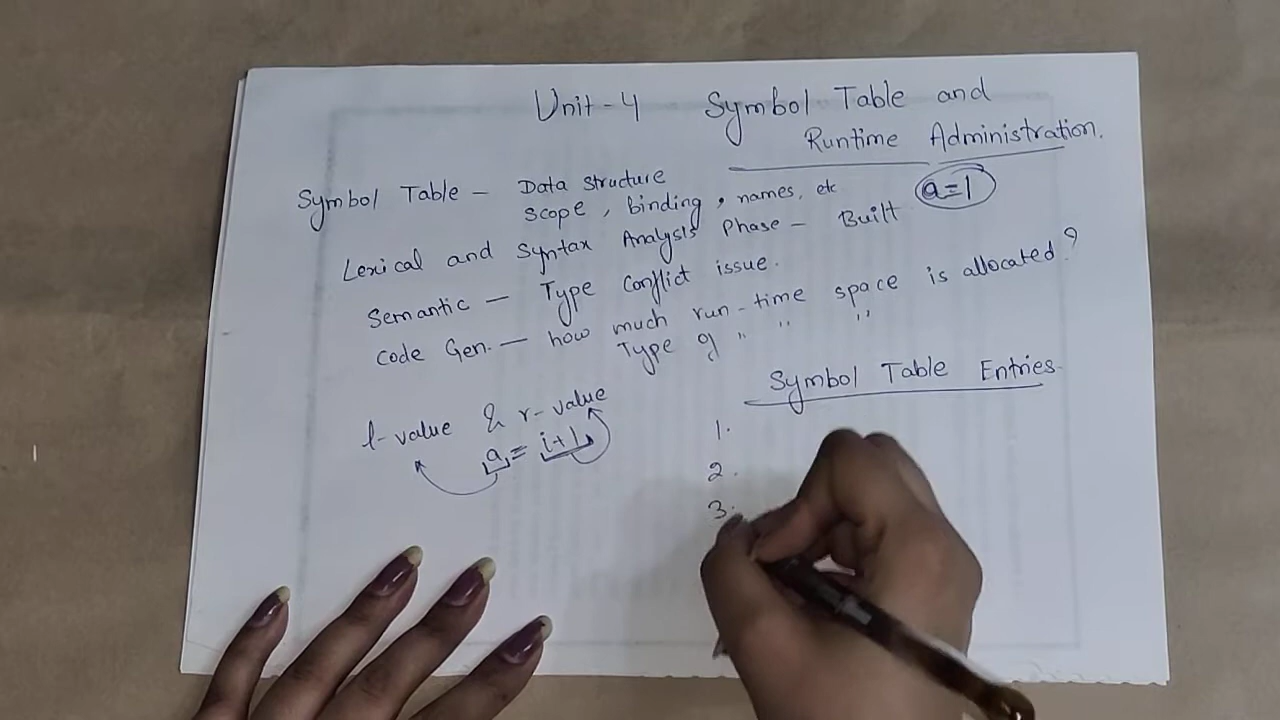 Unit-4 Symbol Table and
Runtime Administration.
Symbol Table - Data Structure
Scope, binding, names, etc
a=1
Lexical and Syntax Analysis Phase - Built
Semantic - Type Conflict issue.
Code Gen. - how much run-time space is allocated?
Type of " " "
l-value & r-value
a = i+1
Symbol Table Entries
1.
2.
3.